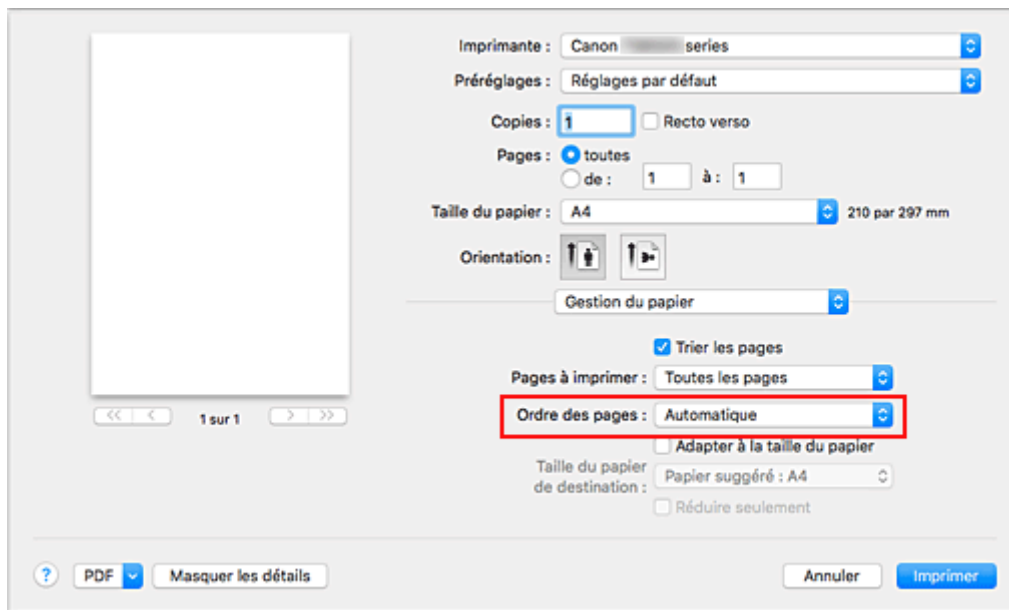 Imprimante : Canon series
Préréglages : Réglages par défaut
Copies : 1 Recto verso
Pages : toutes
de : 1 à : 1
Taille du papier : A4 210 par 297 mm
Orientation :
Gestion du papier
Trier les pages
Pages à imprimer : Toutes les pages
Ordre des pages : Automatique
Adapter à la taille du papier
Taille du papier
de destination : Papier suggéré : A4
Réduire seulement
<< < 1 sur 1 > >>
? PDF Masquer les détails Annuler Imprimer